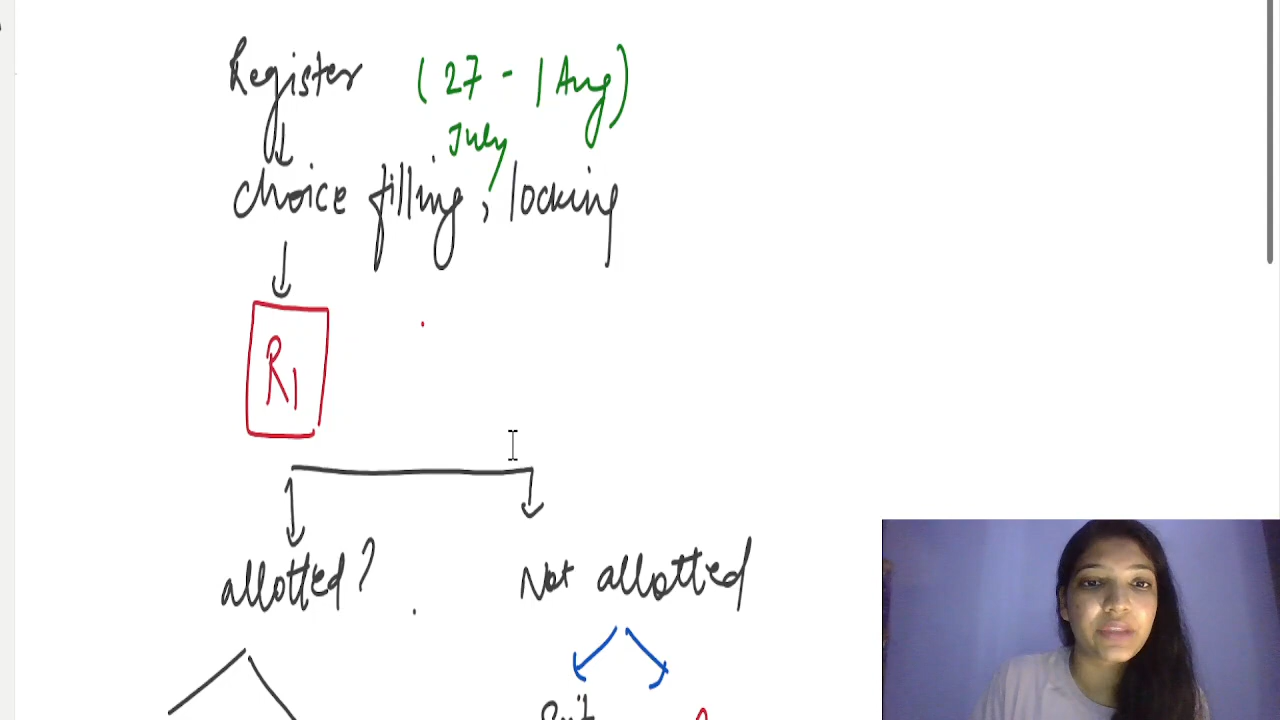 Register (27 - 1 Aug)
July
choice filling, locking
R1
allotted? Not allotted